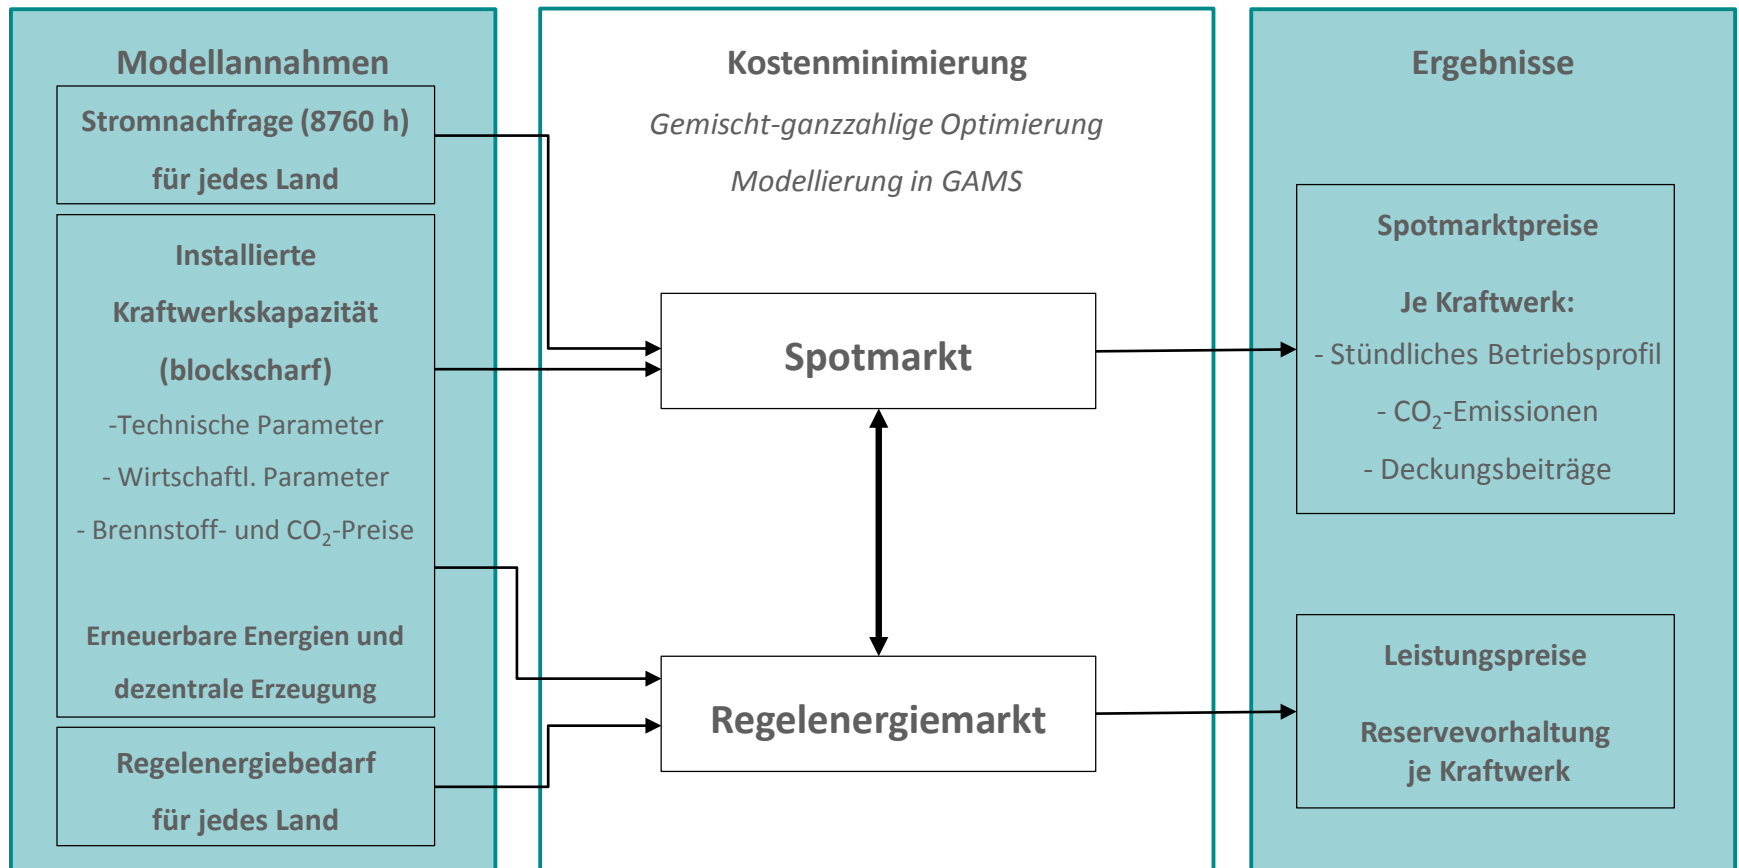 Modellannahmen
Stromnachfrage (8760 h)
für jedes Land
Installierte
Kraftwerkskapazität
(blockscharf)
-Technische Parameter
- Wirtschaftl. Parameter
- Brennstoff- und CO₂-Preise
Erneuerbare Energien und
dezentrale Erzeugung
Regelenergiebedarf
für jedes Land
Kostenminimierung
Gemischt-ganzzahlige Optimierung
Modellierung in GAMS
Spotmarkt
Regelenergiemarkt
Ergebnisse
Spotmarktpreise
Je Kraftwerk:
- Stündliches Betriebsprofil
- CO₂-Emissionen
- Deckungsbeiträge
Leistungspreise
Reservevorhaltung
je Kraftwerk